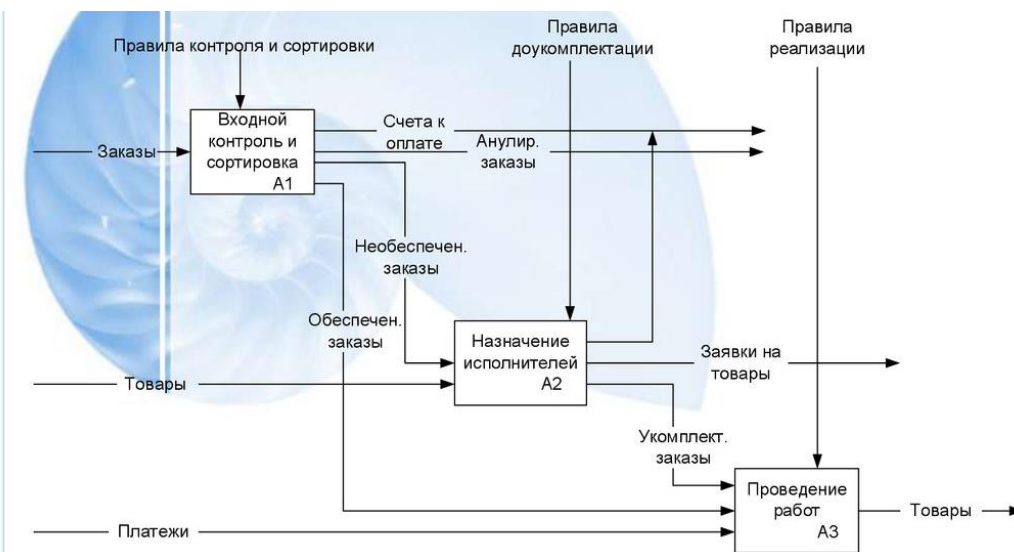 Правила контроля и сортировки
Правила
доукомплектации
Правила
реализации
Входной
контроль и
сортировка
A1
Заказы
Счета к
оплате
Анулир.
заказы
Необеспечен.
заказы
Обеспечен.
заказы
Назначение
исполнителей
A2
Заявки на
товары
Товары
Укомплект.
заказы
Проведение
работ
A3
Товары
Платежи